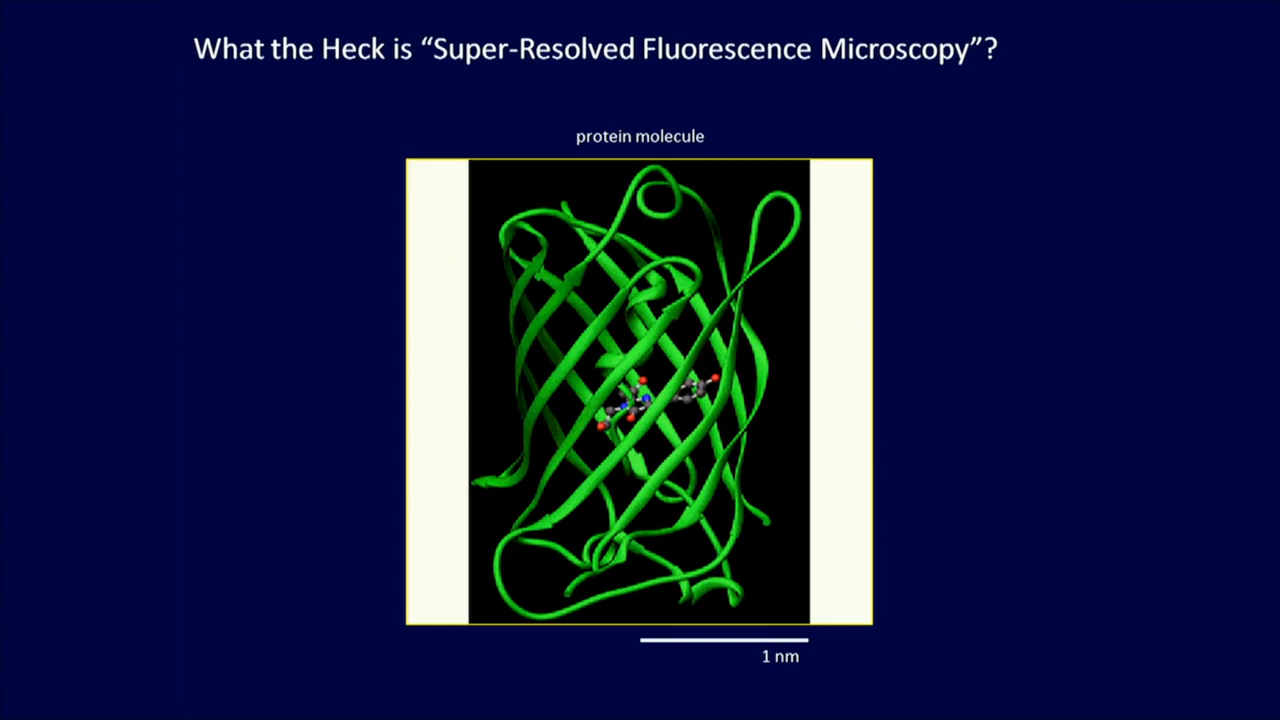 What the Heck is “Super-Resolved Fluorescence Microscopy”?
protein molecule
1 nm